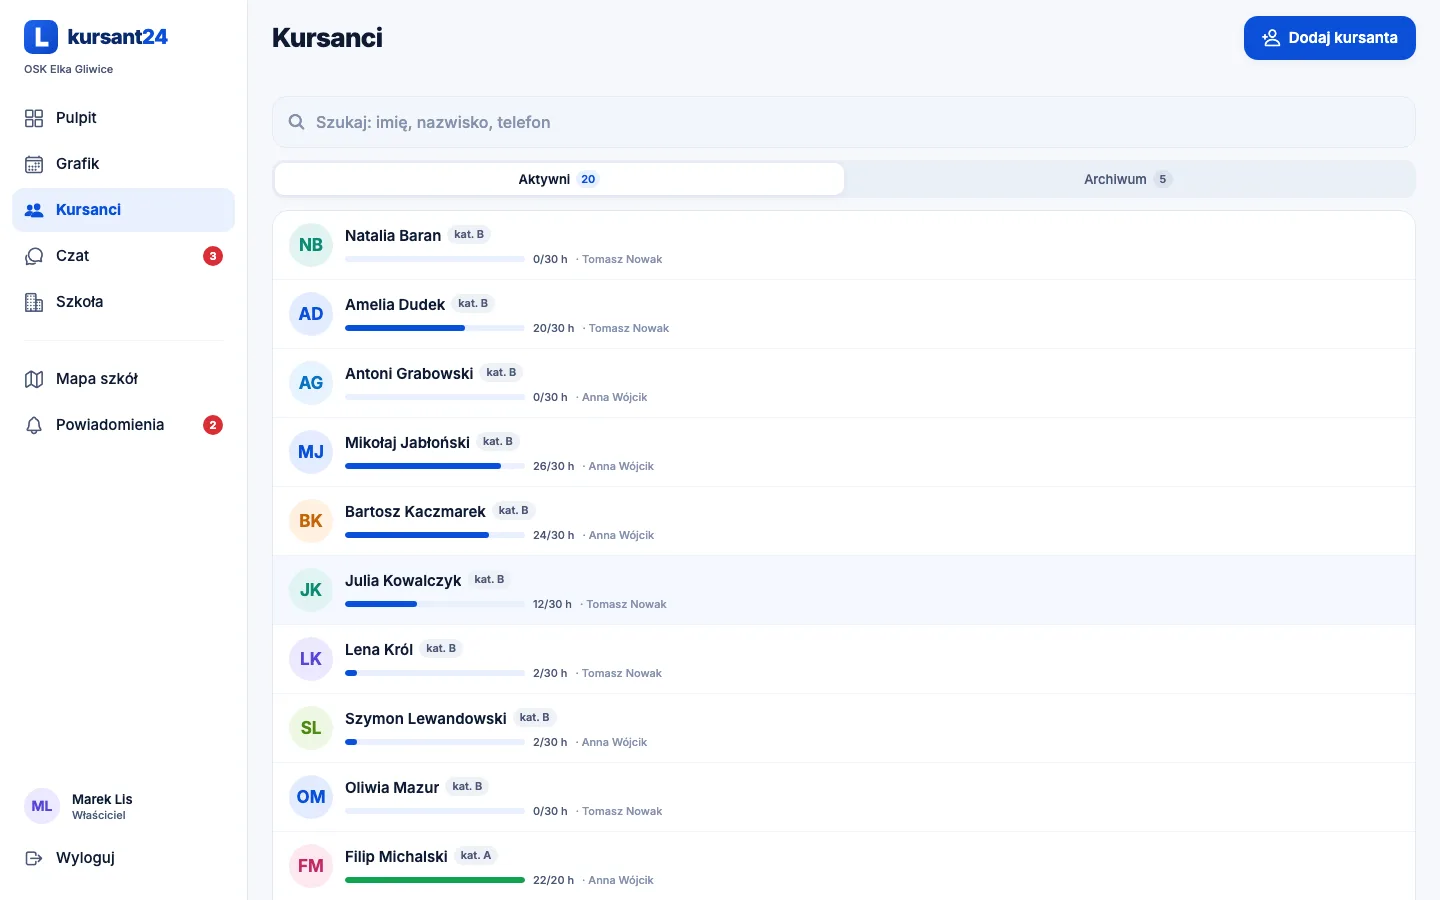 L kursant24
OSK Elka Gliwice
Pulpit
Grafik
Kursanci
Czat 3
Szkoła
Mapa szkół
Powiadomienia 2
ML Marek Lis
Właściciel
Wyloguj
Kursanci
Dodaj kursanta
Szukaj: imię, nazwisko, telefon
Aktywni 20
Archiwum 5
NB Natalia Baran kat. B
0/30 h · Tomasz Nowak
AD Amelia Dudek kat. B
20/30 h · Tomasz Nowak
AG Antoni Grabowski kat. B
0/30 h · Anna Wójcik
MJ Mikołaj Jabłoński kat. B
26/30 h · Anna Wójcik
BK Bartosz Kaczmarek kat. B
24/30 h · Anna Wójcik
JK Julia Kowalczyk kat. B
12/30 h · Tomasz Nowak
LK Lena Król kat. B
2/30 h · Tomasz Nowak
SL Szymon Lewandowski kat. B
2/30 h · Anna Wójcik
OM Oliwia Mazur kat. B
0/30 h · Tomasz Nowak
FM Filip Michalski kat. A
22/20 h · Anna Wójcik